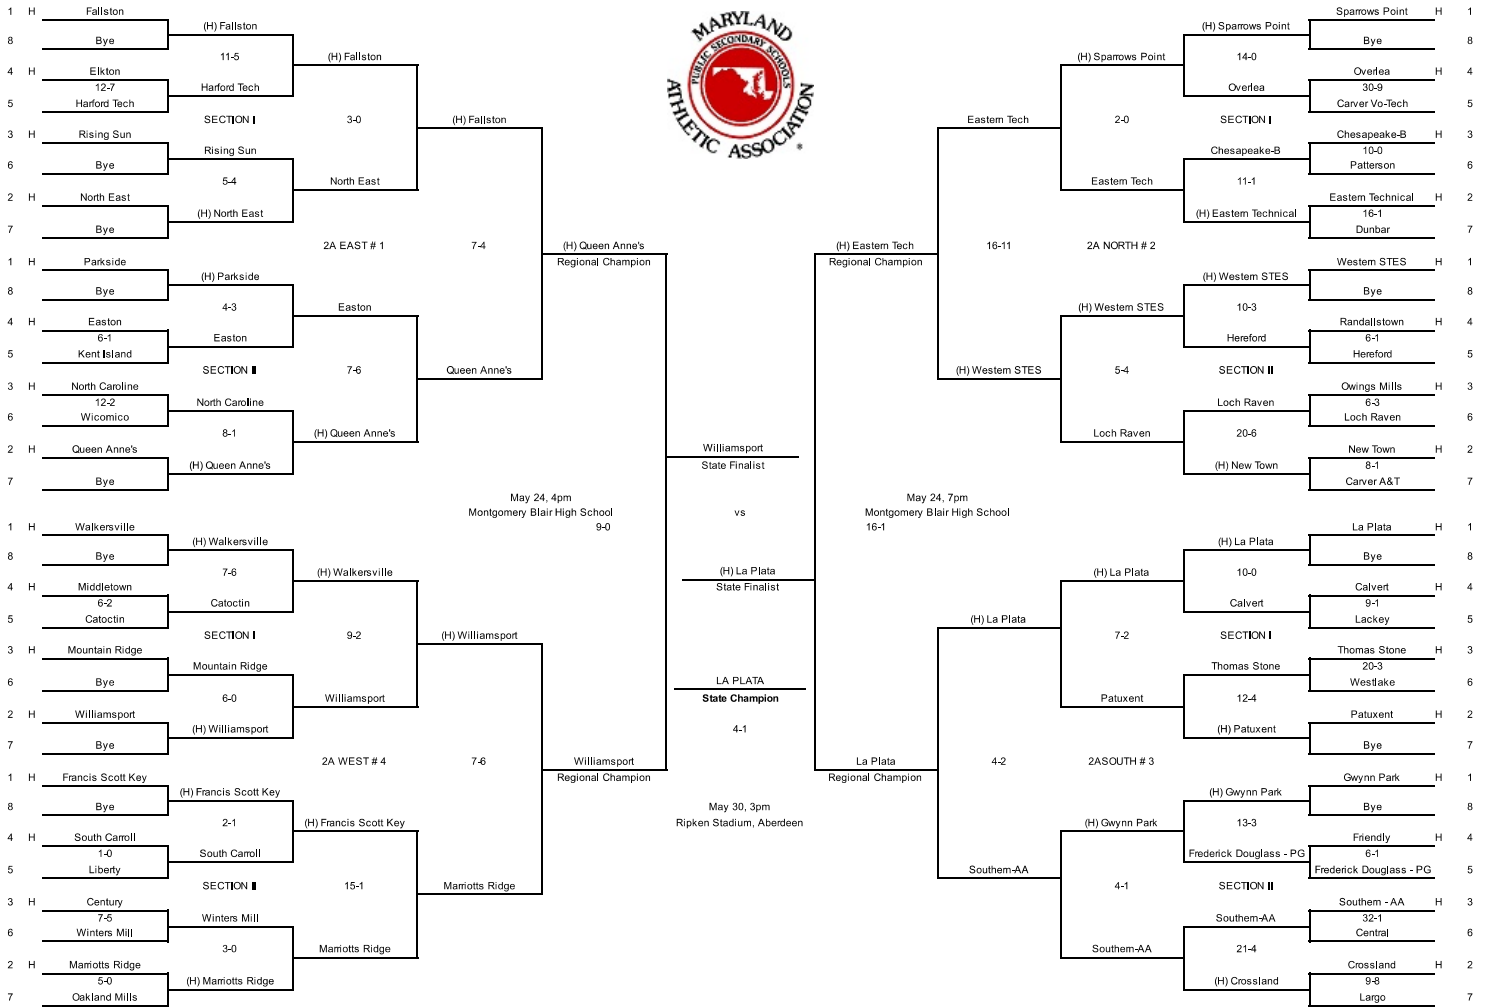 MARYLAND
PUBLIC SECONDARY SCHOOLS
ATHLETIC ASSOCIATION
®
1 H Fallston
8 Bye
(H) Fallston
11-5
4 H Elkton
12-7
5 Harford Tech
Harford Tech
(H) Fallston
SECTION I
3-0
3 H Rising Sun
6 Bye
Rising Sun
5-4
2 H North East
7 Bye
(H) North East
North East
(H) Fallston
2A EAST # 1
7-4
1 H Parkside
8 Bye
(H) Parkside
4-3
4 H Easton
6-1
5 Kent Island
Easton
Easton
SECTION II
7-6
3 H North Caroline
12-2
6 Wicomico
North Caroline
8-1
2 H Queen Anne's
7 Bye
(H) Queen Anne's
(H) Queen Anne's
Queen Anne's
(H) Queen Anne's
Regional Champion
May 24, 4pm
Montgomery Blair High School
9-0
1 H Walkersville
8 Bye
(H) Walkersville
7-6
4 H Middletown
6-2
5 Catoctin
Catoctin
(H) Walkersville
SECTION I
9-2
3 H Mountain Ridge
6 Bye
Mountain Ridge
6-0
2 H Williamsport
7 Bye
(H) Williamsport
Williamsport
(H) Williamsport
2A WEST # 4
7-6
1 H Francis Scott Key
8 Bye
(H) Francis Scott Key
2-1
4 H South Carroll
1-0
5 Liberty
South Carroll
(H) Francis Scott Key
SECTION II
15-1
3 H Century
7-5
6 Winters Mill
Winters Mill
3-0
2 H Marriotts Ridge
5-0
7 Oakland Mills
(H) Marriotts Ridge
Marriotts Ridge
Marriotts Ridge
Williamsport
Regional Champion
Williamsport
State Finalist
vs
(H) La Plata
State Finalist
LA PLATA
State Champion
4-1
May 30, 3pm
Ripken Stadium, Aberdeen
Sparrows Point H 1
Bye 8
(H) Sparrows Point
14-0
Overlea H 4
30-9
Carver Vo-Tech 5
Overlea
(H) Sparrows Point
SECTION I
2-0
Chesapeake-B H 3
10-0
Patterson 6
Chesapeake-B
11-1
Eastern Technical H 2
16-1
Dunbar 7
(H) Eastern Technical
Eastern Tech
Eastern Tech
2A NORTH # 2
16-11
Western STES H 1
Bye 8
(H) Western STES
10-3
Randallstown H 4
6-1
Hereford 5
Hereford
(H) Western STES
SECTION II
5-4
Owings Mills H 3
6-3
Loch Raven 6
Loch Raven
20-6
New Town H 2
8-1
Carver A&T 7
(H) New Town
Loch Raven
(H) Western STES
(H) Eastern Tech
Regional Champion
May 24, 7pm
Montgomery Blair High School
16-1
La Plata H 1
Bye 8
(H) La Plata
10-0
Calvert H 4
9-1
Lackey 5
Calvert
(H) La Plata
SECTION I
7-2
Thomas Stone H 3
20-3
Westlake 6
Thomas Stone
12-4
Patuxent H 2
Bye 7
(H) Patuxent
Patuxent
(H) La Plata
2ASOUTH # 3
4-2
Gwynn Park H 1
Bye 8
(H) Gwynn Park
13-3
Friendly H 4
6-1
Frederick Douglass - PG 5
Frederick Douglass - PG
(H) Gwynn Park
SECTION II
4-1
Southern - AA H 3
32-1
Central 6
Southern-AA
21-4
Crossland H 2
9-8
Largo 7
(H) Crossland
Southern-AA
Southern-AA
La Plata
Regional Champion